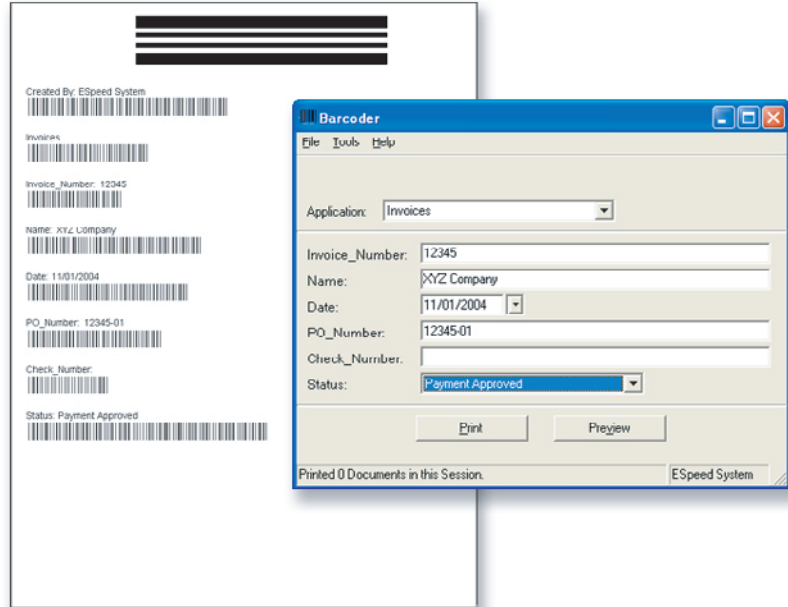 Created By: ESpeed System
Invoices
Invoice_Number: 12345
Name: XYZ Company
Date: 11/01/2004
PO_Number: 12345-01
Check_Number:
Status: Payment Approved
Barcoder
File Tools Help
Application: Invoices
Invoice_Number: 12345
Name: XYZ Company
Date: 11/01/2004
PO_Number: 12345-01
Check_Number:
Status: Payment Approved
Print Preview
Printed 0 Documents in this Session. ESpeed System